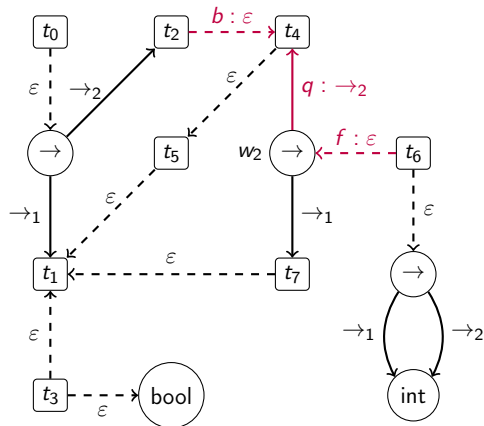 t₀
t₂
b : ε
t₄
ε
→₂
ε
q : →₂
→
t₅
w₂
→
f : ε
t₆
→₁
ε
→₁
ε
t₁
ε
t₇
→
ε
→₁
→₂
t₃
ε
bool
int